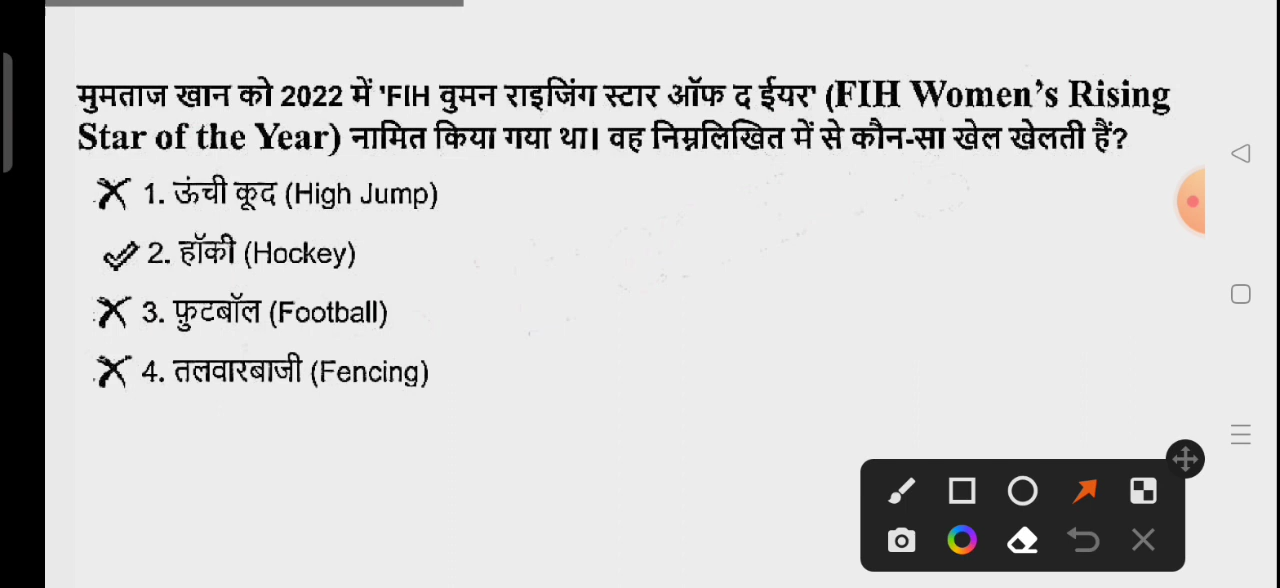 मुमताज खान को 2022 में 'FIH वुमन राइजिंग स्टार ऑफ द ईयर' (FIH Women's Rising
Star of the Year) नामित किया गया था। वह निम्नलिखित में से कौन-सा खेल खेलती हैं?
1. ऊंची कूद (High Jump)
2. हॉकी (Hockey)
3. फ़ुटबॉल (Football)
4. तलवारबाजी (Fencing)